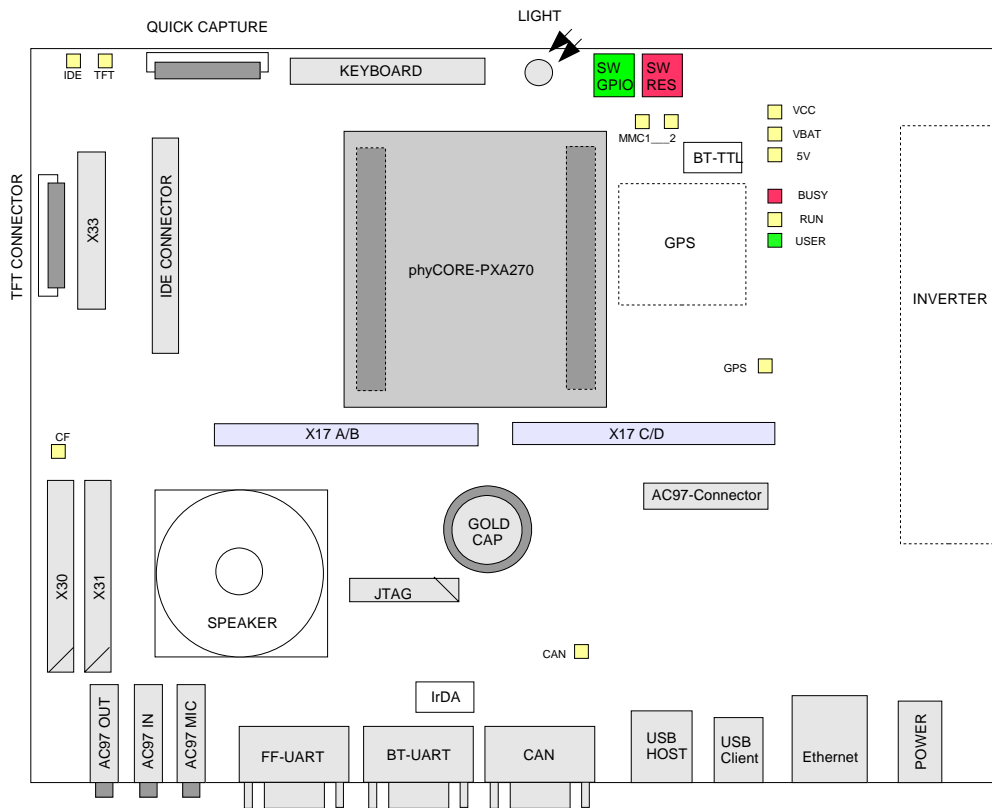 LIGHT
QUICK CAPTURE
IDE
TFT
KEYBOARD
SW
GPIO
SW
RES
VCC
MMC1___2
VBAT
BT-TTL
5V
BUSY
RUN
USER
TFT CONNECTOR
X33
IDE CONNECTOR
phyCORE-PXA270
GPS
INVERTER
GPS
X17 A/B
X17 C/D
CF
AC97-Connector
GOLD
CAP
X30
X31
JTAG
SPEAKER
CAN
IrDA
AC97 OUT
AC97 IN
AC97 MIC
FF-UART
BT-UART
CAN
USB
HOST
USB
Client
Ethernet
POWER